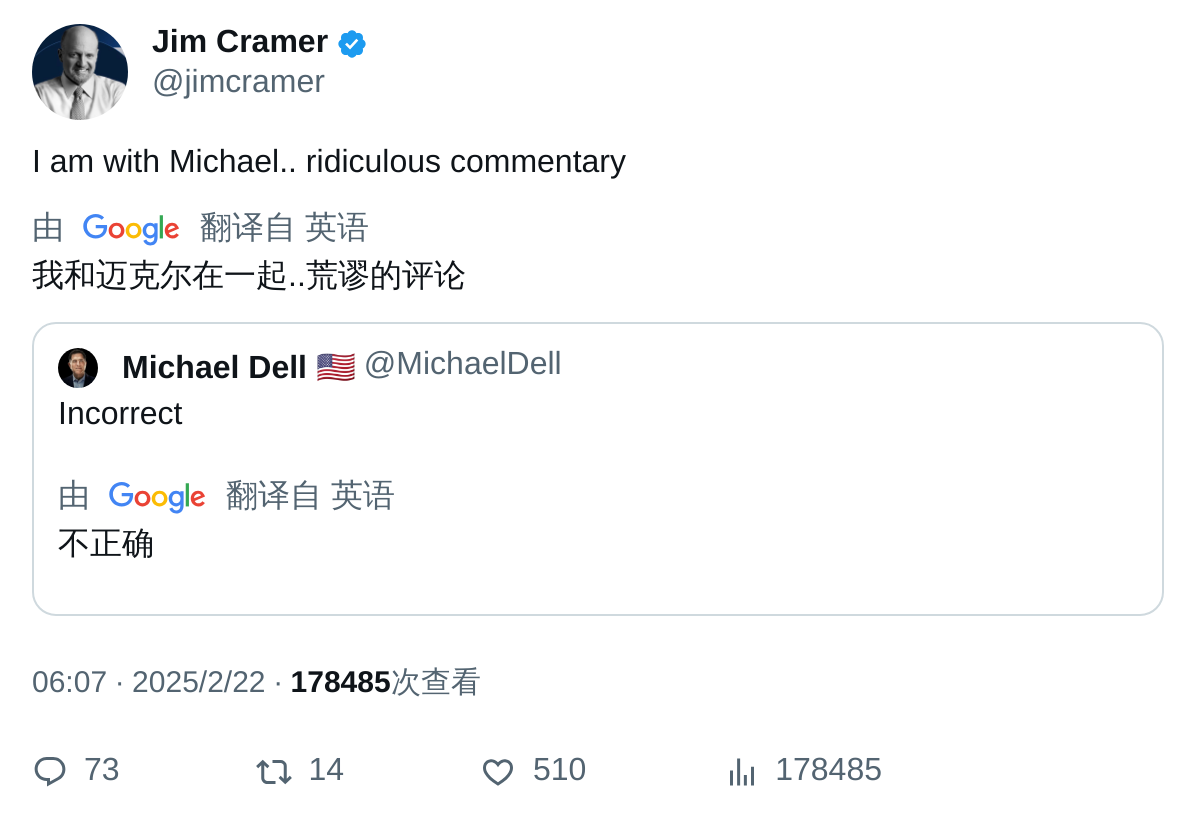 Jim Cramer
@jimcramer
I am with Michael.. ridiculous commentary
由 Google 翻译自 英语
我和迈克尔在一起..荒谬的评论
Michael Dell 🇺🇸 @MichaelDell
Incorrect
由 Google 翻译自 英语
不正确
06:07 · 2025/2/22 · 178485次查看
73 14 510 178485